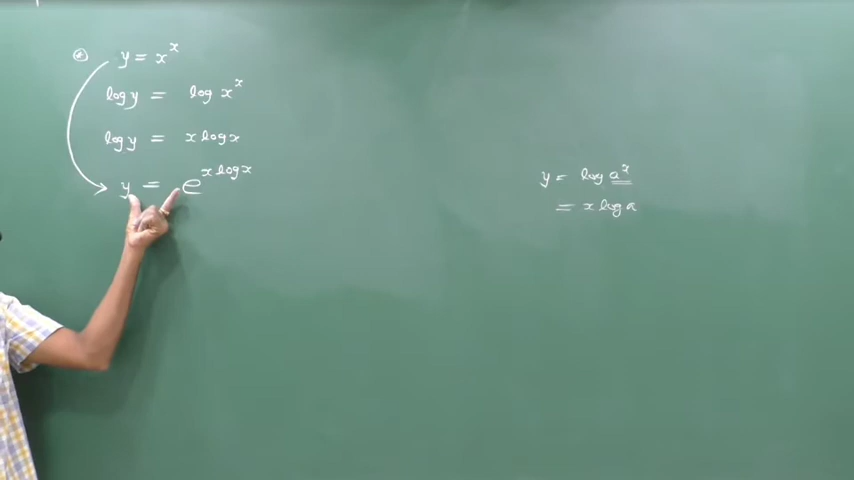 ⊛ y = x^x
log y = log x^x
log y = x log x
y = e^{x log x}
y = log a^x
= x log a